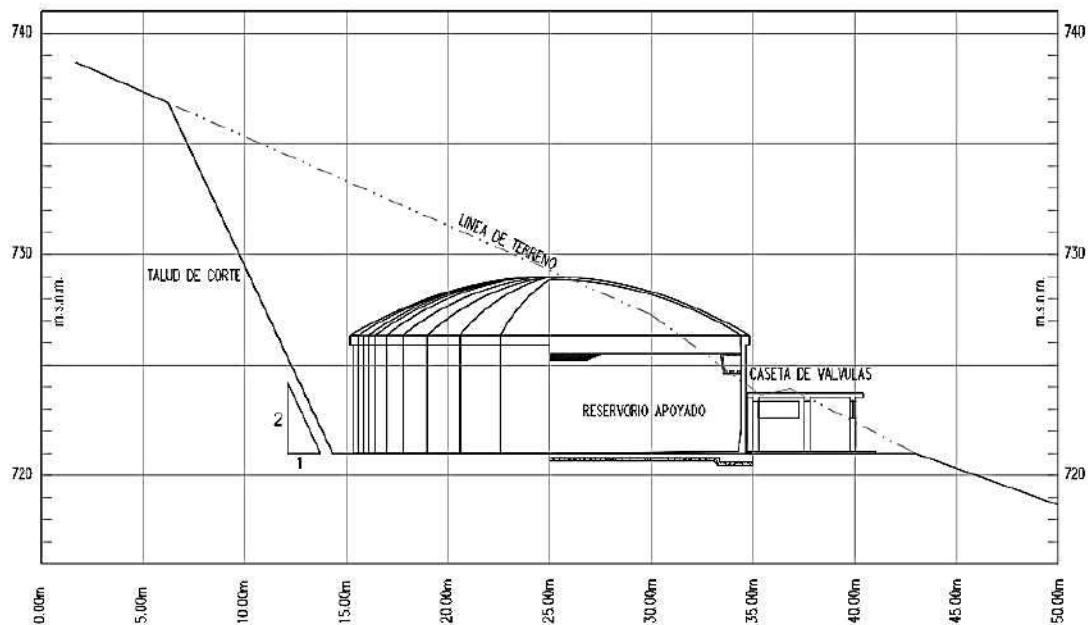 740
740
LINEA DE TERRENO
730
730
TALUD DE CORTE
m.s.n.m.
m.s.n.m.
CASETA DE VALVULAS
RESERVORIO APOYADO
2
1
720
720
0.00m
5.00m
10.00m
15.00m
20.00m
25.00m
30.00m
35.00m
40.00m
45.00m
50.00m